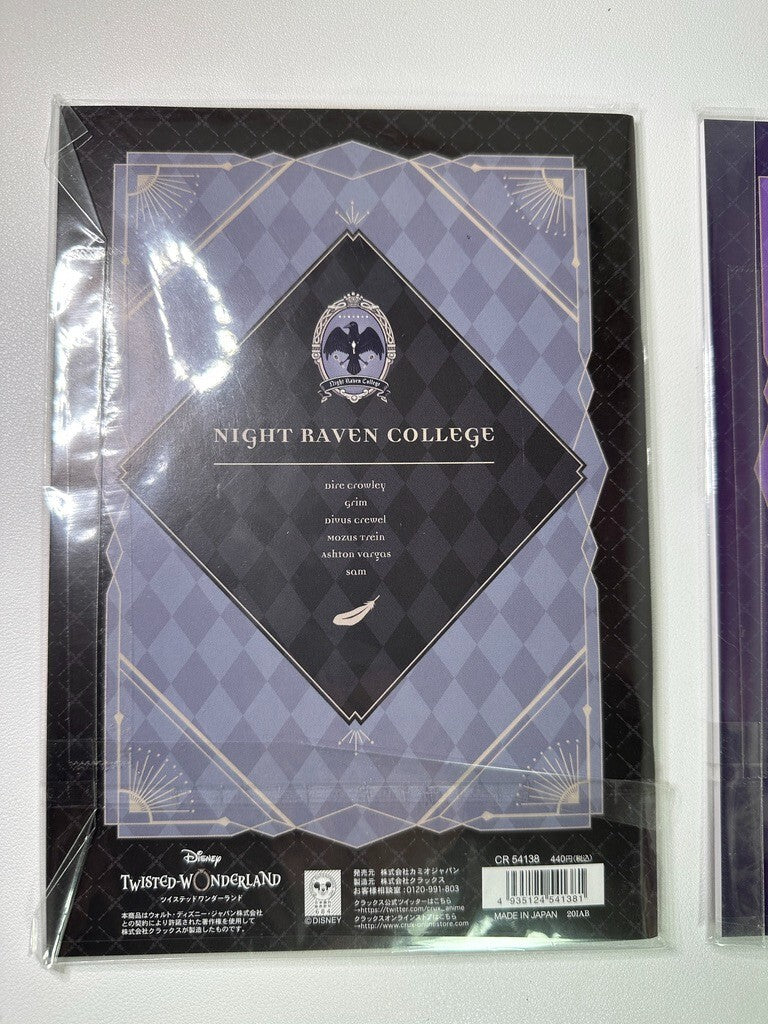 Night Raven College
NIGHT RAVEN COLLEGE
Dire Crowley
Grim
Divus Crewel
Mozus Trein
Ashton Vargas
Sam
Disney
TWISTED-WONDERLAND
ツイステッドワンダーランド
本商品はウォルト・ディズニー・ジャパン株式会社
との契約により許諾された著作権を使用して
株式会社クラックスが製造したものです。
©DISNEY
発売元 株式会社カミオジャパン
製造元 株式会社クラックス
お客様相談室:0120-991-803
クラックス公式ツイッターはこちら
→https://twitter.com/crux_anime
クラックスオンラインストアはこちら
→http://www.crux-onlinestore.com
CR 54138 440円(税込)
4 935124 541381
MADE IN JAPAN 201AB